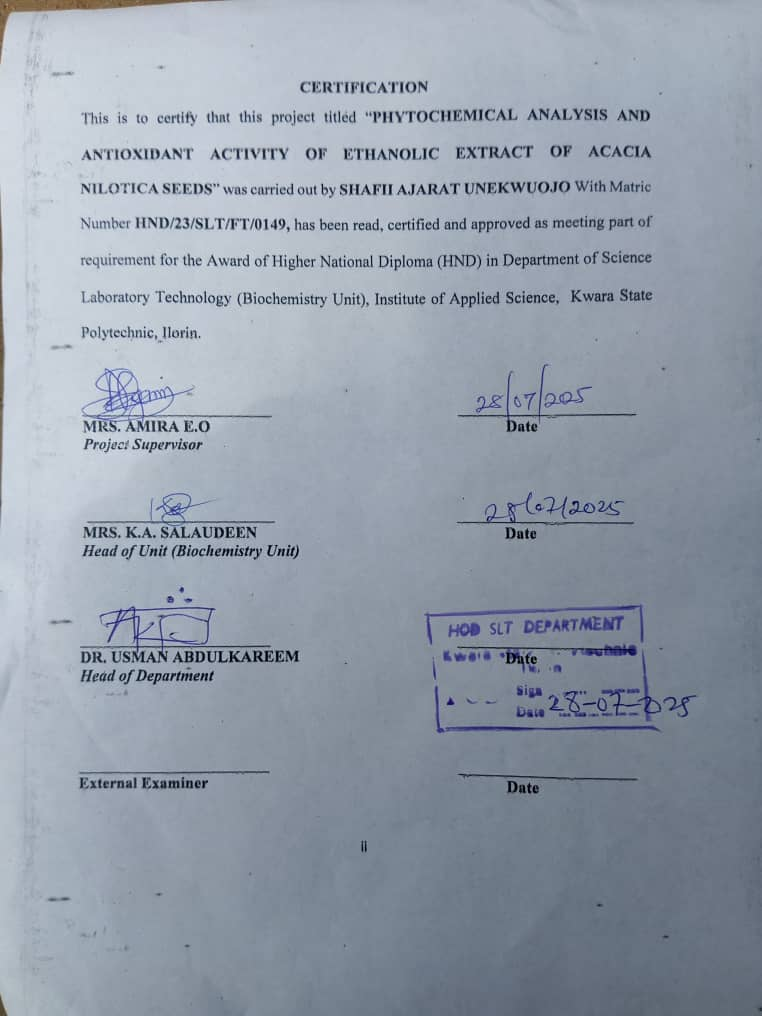 CERTIFICATION
This is to certify that this project titled “PHYTOCHEMICAL ANALYSIS AND
ANTIOXIDANT ACTIVITY OF ETHANOLIC EXTRACT OF ACACIA
NILOTICA SEEDS” was carried out by SHAFII AJARAT UNEKWUOJO With Matric
Number HND/23/SLT/FT/0149, has been read, certified and approved as meeting part of
requirement for the Award of Higher National Diploma (HND) in Department of Science
Laboratory Technology (Biochemistry Unit), Institute of Applied Science, Kwara State
Polytechnic, Ilorin.
28/07/2025
MRS. AMIRA E.O
Date
Project Supervisor
28/07/2025
MRS. K.A. SALAUDEEN
Date
Head of Unit (Biochemistry Unit)
HOD SLT DEPARTMENT
DR. USMAN ABDULKAREEM
Kwara
Date
Head of Department
Sign
Date 28-07-2025
External Examiner
Date
ii